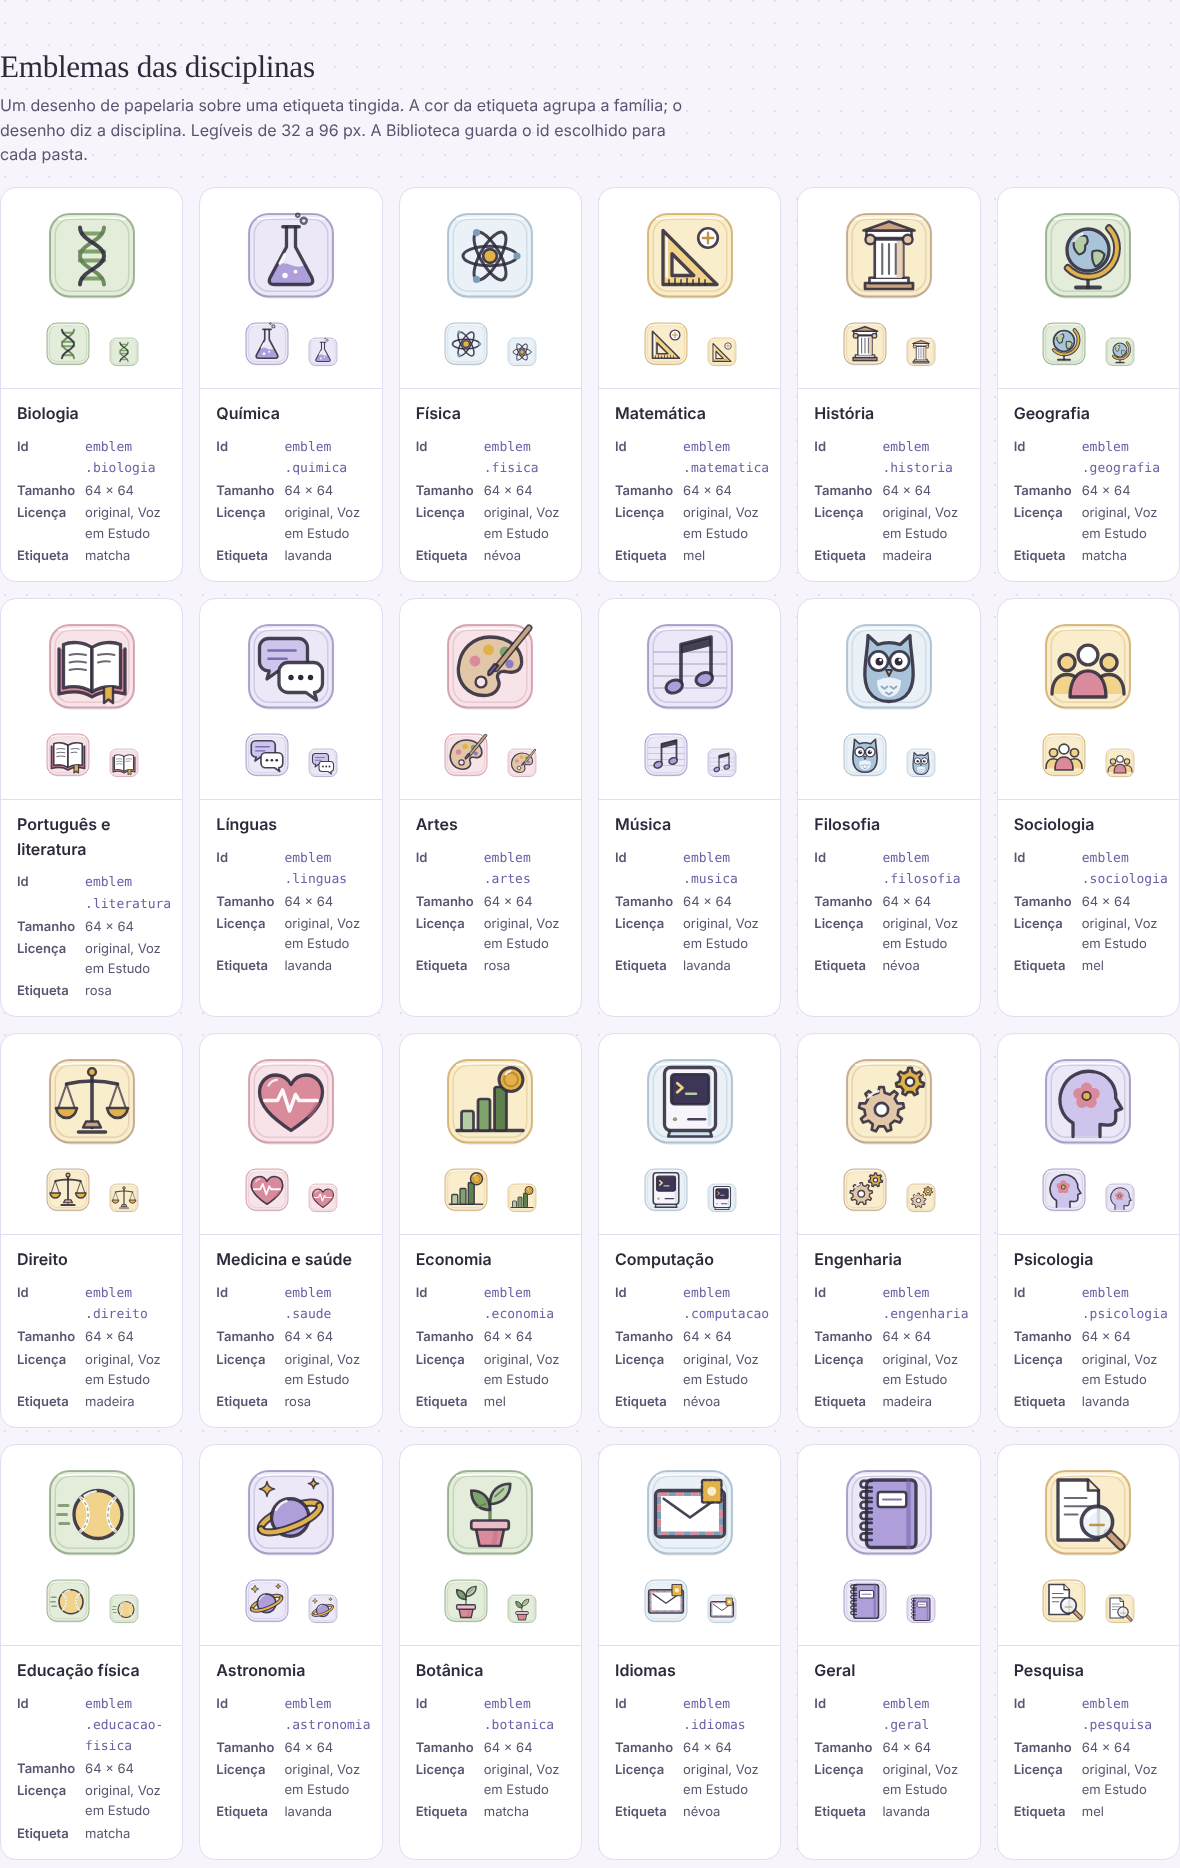 Emblemas das disciplinas
Um desenho de papelaria sobre uma etiqueta tingida. A cor da etiqueta agrupa a família; o
desenho diz a disciplina. Legíveis de 32 a 96 px. A Biblioteca guarda o id escolhido para
cada pasta.
Biologia
Id emblem
.biologia
Tamanho 64 × 64
Licença original, Voz
em Estudo
Etiqueta matcha
Química
Id emblem
.quimica
Tamanho 64 × 64
Licença original, Voz
em Estudo
Etiqueta lavanda
Física
Id emblem
.fisica
Tamanho 64 × 64
Licença original, Voz
em Estudo
Etiqueta névoa
Matemática
Id emblem
.matematica
Tamanho 64 × 64
Licença original, Voz
em Estudo
Etiqueta mel
História
Id emblem
.historia
Tamanho 64 × 64
Licença original, Voz
em Estudo
Etiqueta madeira
Geografia
Id emblem
.geografia
Tamanho 64 × 64
Licença original, Voz
em Estudo
Etiqueta matcha
Português e
literatura
Id emblem
.literatura
Tamanho 64 × 64
Licença original, Voz
em Estudo
Etiqueta rosa
Línguas
Id emblem
.linguas
Tamanho 64 × 64
Licença original, Voz
em Estudo
Etiqueta lavanda
Artes
Id emblem
.artes
Tamanho 64 × 64
Licença original, Voz
em Estudo
Etiqueta rosa
Música
Id emblem
.musica
Tamanho 64 × 64
Licença original, Voz
em Estudo
Etiqueta lavanda
Filosofia
Id emblem
.filosofia
Tamanho 64 × 64
Licença original, Voz
em Estudo
Etiqueta névoa
Sociologia
Id emblem
.sociologia
Tamanho 64 × 64
Licença original, Voz
em Estudo
Etiqueta mel
Direito
Id emblem
.direito
Tamanho 64 × 64
Licença original, Voz
em Estudo
Etiqueta madeira
Medicina e saúde
Id emblem
.saude
Tamanho 64 × 64
Licença original, Voz
em Estudo
Etiqueta rosa
Economia
Id emblem
.economia
Tamanho 64 × 64
Licença original, Voz
em Estudo
Etiqueta mel
Computação
Id emblem
.computacao
Tamanho 64 × 64
Licença original, Voz
em Estudo
Etiqueta névoa
Engenharia
Id emblem
.engenharia
Tamanho 64 × 64
Licença original, Voz
em Estudo
Etiqueta madeira
Psicologia
Id emblem
.psicologia
Tamanho 64 × 64
Licença original, Voz
em Estudo
Etiqueta lavanda
Educação física
Id emblem
.educacao-
fisica
Tamanho 64 × 64
Licença original, Voz
em Estudo
Etiqueta matcha
Astronomia
Id emblem
.astronomia
Tamanho 64 × 64
Licença original, Voz
em Estudo
Etiqueta lavanda
Botânica
Id emblem
.botanica
Tamanho 64 × 64
Licença original, Voz
em Estudo
Etiqueta matcha
Idiomas
Id emblem
.idiomas
Tamanho 64 × 64
Licença original, Voz
em Estudo
Etiqueta névoa
Geral
Id emblem
.geral
Tamanho 64 × 64
Licença original, Voz
em Estudo
Etiqueta lavanda
Pesquisa
Id emblem
.pesquisa
Tamanho 64 × 64
Licença original, Voz
em Estudo
Etiqueta mel